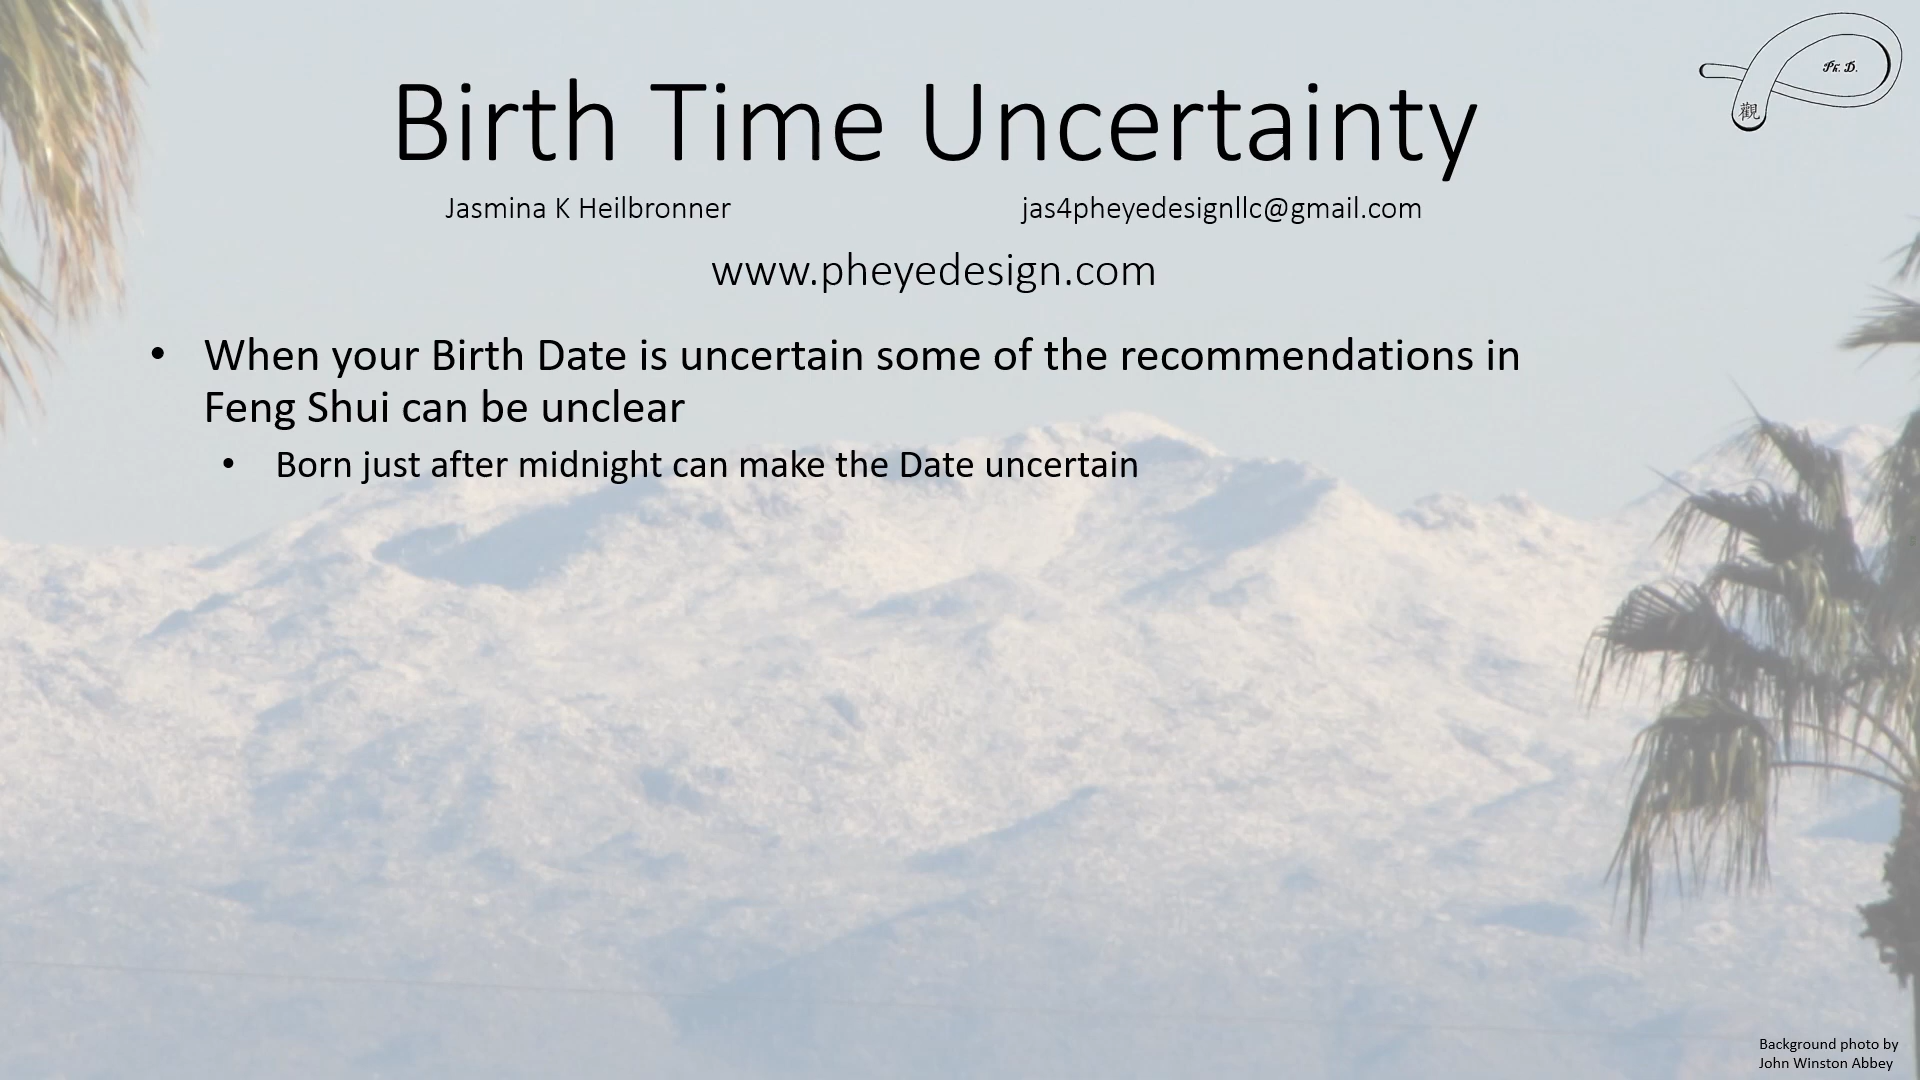 Ph. D.
觀
Birth Time Uncertainty
Jasmina K Heilbronner
jas4pheyedesignllc@gmail.com
www.pheyedesign.com
• When your Birth Date is uncertain some of the recommendations in
Feng Shui can be unclear
• Born just after midnight can make the Date uncertain
Background photo by
John Winston Abbey